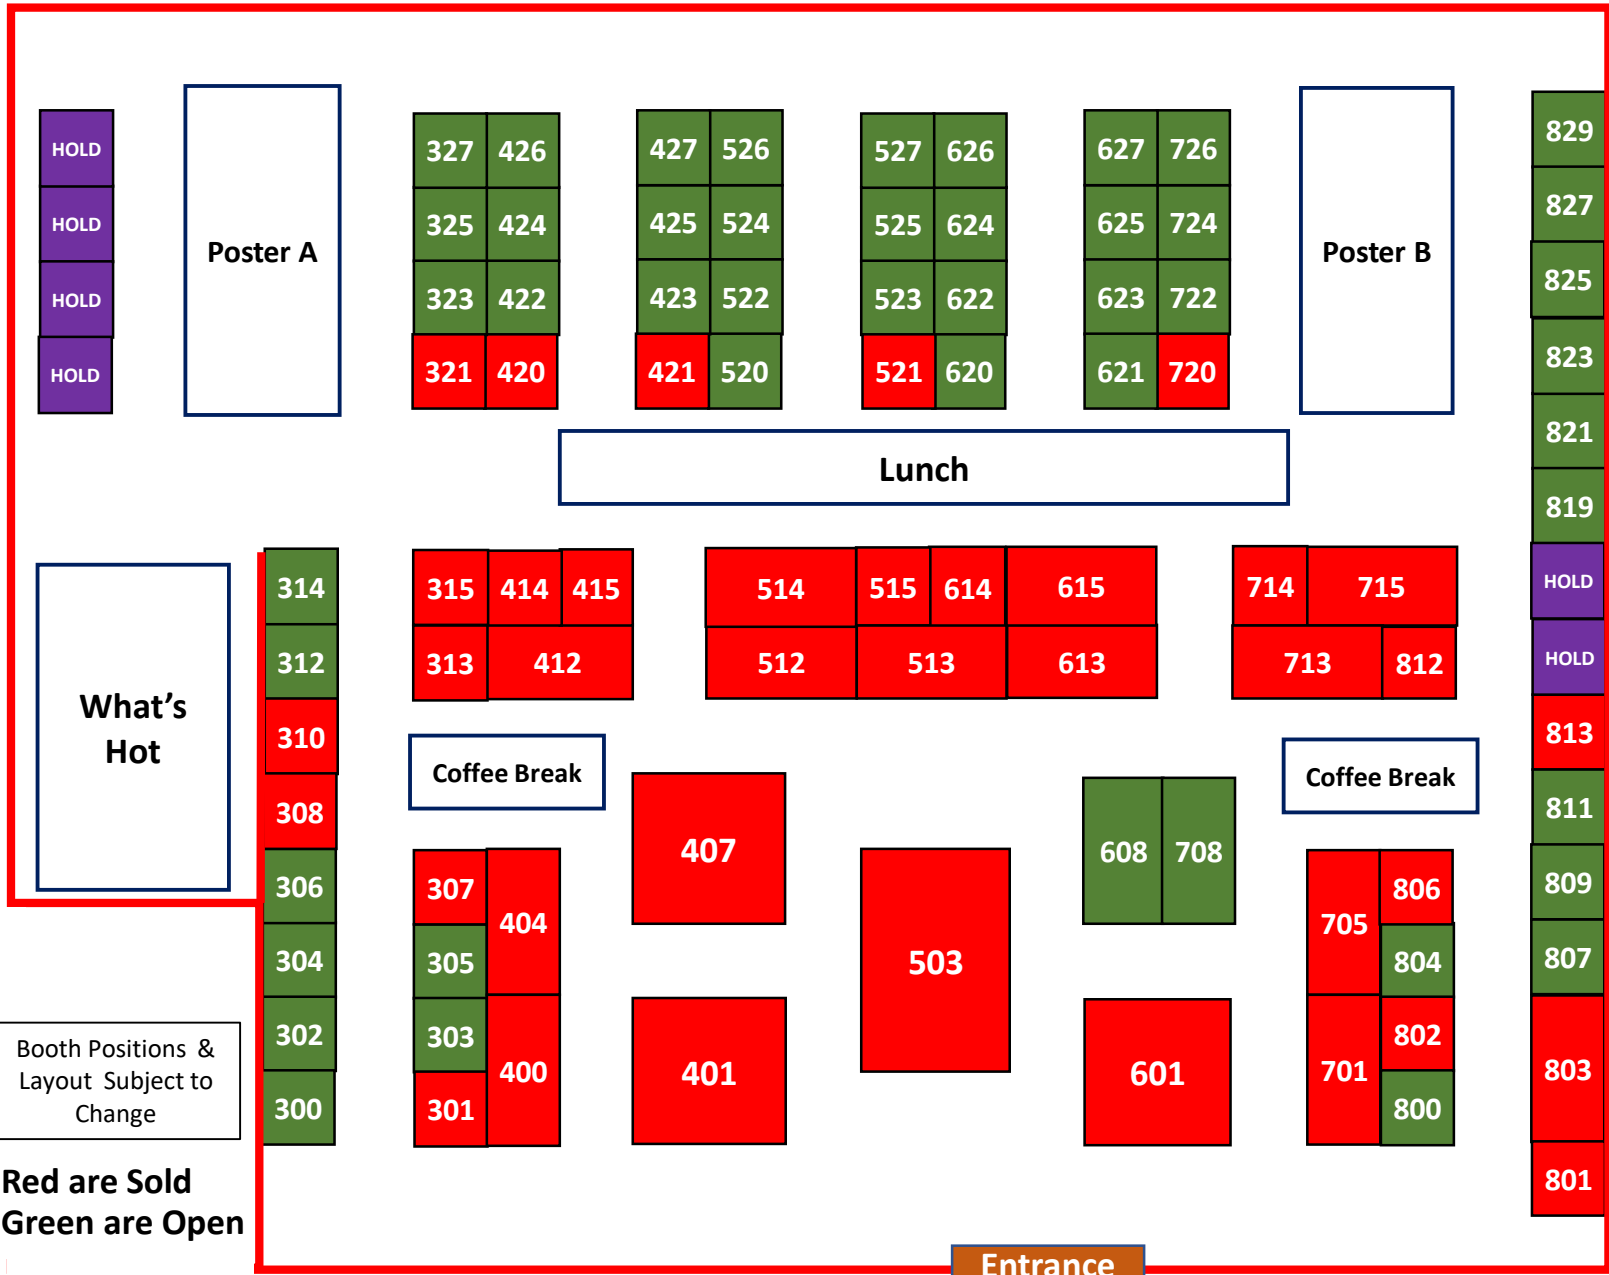 HOLD
HOLD
HOLD
HOLD
Poster A
327 426
325 424
323 422
321 420
427 526
425 524
423 522
421 520
527 626
525 624
523 622
521 620
627 726
625 724
623 722
621 720
Poster B
829
827
825
823
821
819
HOLD
HOLD
813
811
809
807
803
801
Lunch
What's
Hot
314
312
310
308
306
304
302
300
315 414 415
313 412
514 515 614 615
512 513 613
714 715
713 812
Coffee Break
Coffee Break
407
608 708
307
404
305
303
400
301
401
503
601
705
806
804
802
701
800
Booth Positions &
Layout Subject to
Change
Red are Sold
Green are Open
Entrance